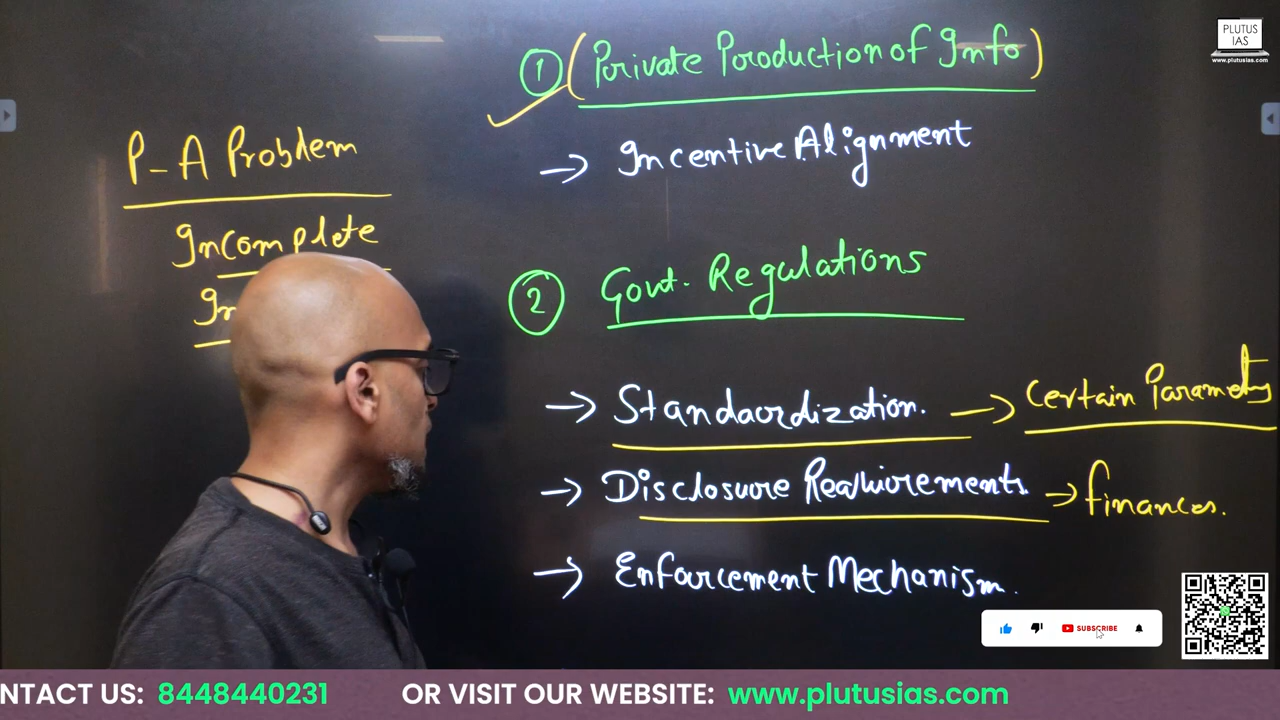 PLUTUS
IAS
www.plutusias.com
① (Private Production of Info)
→ Incentive Alignment
P-A Problem
Incomplete
② Govt. Regulations
→ Standardization. → Certain Parameters
→ Disclosure Requirements. → finances.
→ Enforcement Mechanism.
SUBSCRIBE
NTACT US: 8448440231 OR VISIT OUR WEBSITE: www.plutusias.com